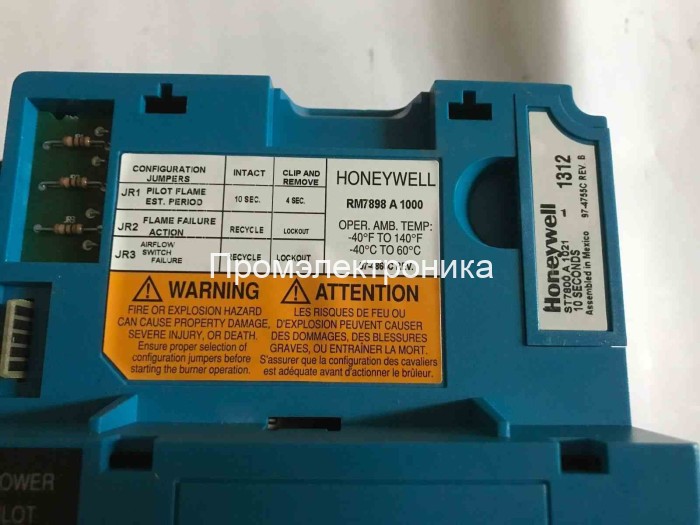 CONFIGURATION JUMPERS INTACT CLIP AND REMOVE
JR1 PILOT FLAME EST. PERIOD 10 SEC. 4 SEC.
JR2 FLAME FAILURE ACTION RECYCLE LOCKOUT
JR3 AIRFLOW SWITCH FAILURE RECYCLE LOCKOUT
HONEYWELL
RM7898 A 1000
OPER. AMB. TEMP:
-40°F TO 140°F
-40°C TO 60°C
Промэлектроника
WARNING
FIRE OR EXPLOSION HAZARD
CAN CAUSE PROPERTY DAMAGE,
SEVERE INJURY, OR DEATH.
Ensure proper selection of
configuration jumpers before
starting the burner operation.
ATTENTION
LES RISQUES DE FEU OU
D'EXPLOSION PEUVENT CAUSER
DES DOMMAGES, DES BLESSURES
GRAVES, OU ENTRAÎNER LA MORT.
S'assurer que la configuration des cavaliers
est adéquate avant d'actionner le brûleur.
Honeywell 1312
ST7800 A 1021 1
10 SECONDS 97-4755C REV. B
Assembled in Mexico
JR3
OWER
LOT